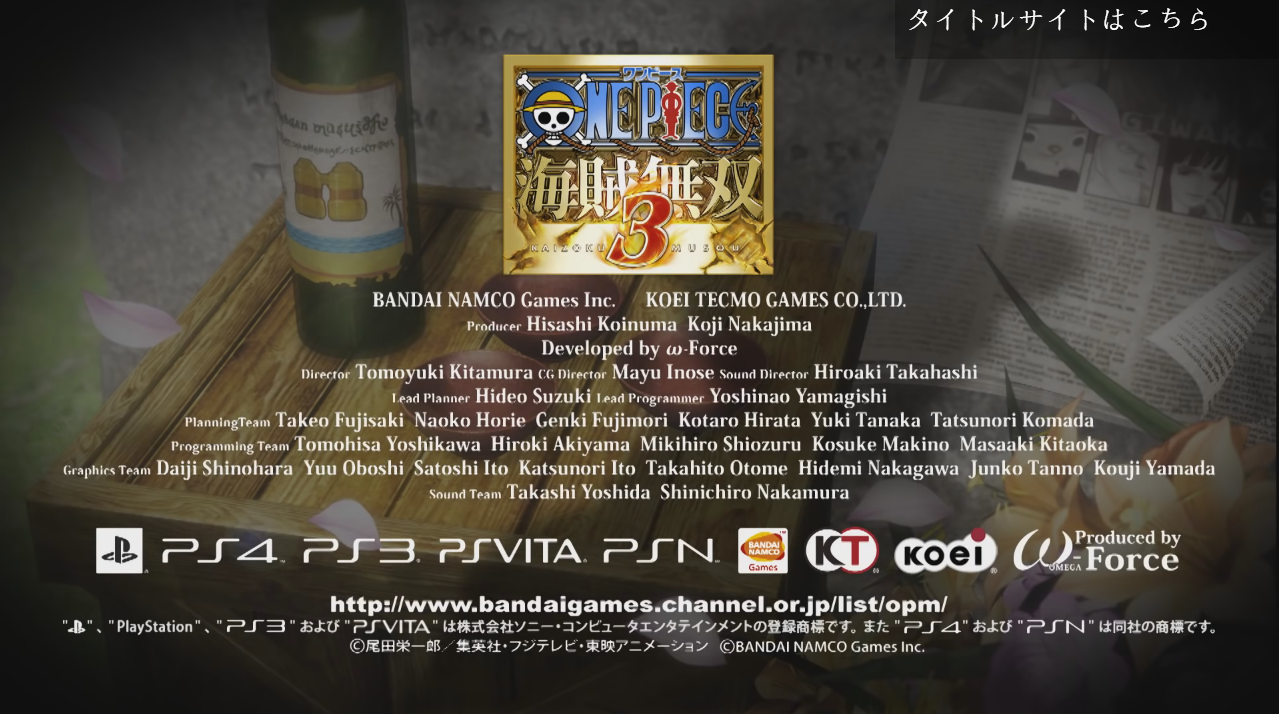 タイトルサイトはこちら
ワンピース
ONE PIECE
海賊無双
3
KAIZOKU MUSOU
BANDAI NAMCO Games Inc. KOEI TECMO GAMES CO.,LTD.
Producer Hisashi Koinuma Koji Nakajima
Developed by ω-Force
Director Tomoyuki Kitamura CG Director Mayu Inose Sound Director Hiroaki Takahashi
Lead Planner Hideo Suzuki Lead Programmer Yoshinao Yamagishi
PlanningTeam Takeo Fujisaki Naoko Horie Genki Fujimori Kotaro Hirata Yuki Tanaka Tatsunori Komada
Programming Team Tomohisa Yoshikawa Hiroki Akiyama Mikihiro Shiozuru Kosuke Makino Masaaki Kitaoka
Graphics Team Daiji Shinohara Yuu Oboshi Satoshi Ito Katsunori Ito Takahito Otome Hidemi Nakagawa Junko Tanno Kouji Yamada
Sound Team Takashi Yoshida Shinichiro Nakamura
PS4™ PS3® PSVITA® PSN™ BANDAI NAMCO Games KT® KOEI® ω-Force OMEGA Produced by
http://www.bandaigames.channel.or.jp/list/opm/
" "、"PlayStation"、"PS3" および "PSVITA" は株式会社ソニー・コンピュータエンタテインメントの登録商標です。また "PS4" および "PSN" は同社の商標です。
©尾田栄一郎／集英社・フジテレビ・東映アニメーション ©BANDAI NAMCO Games Inc.